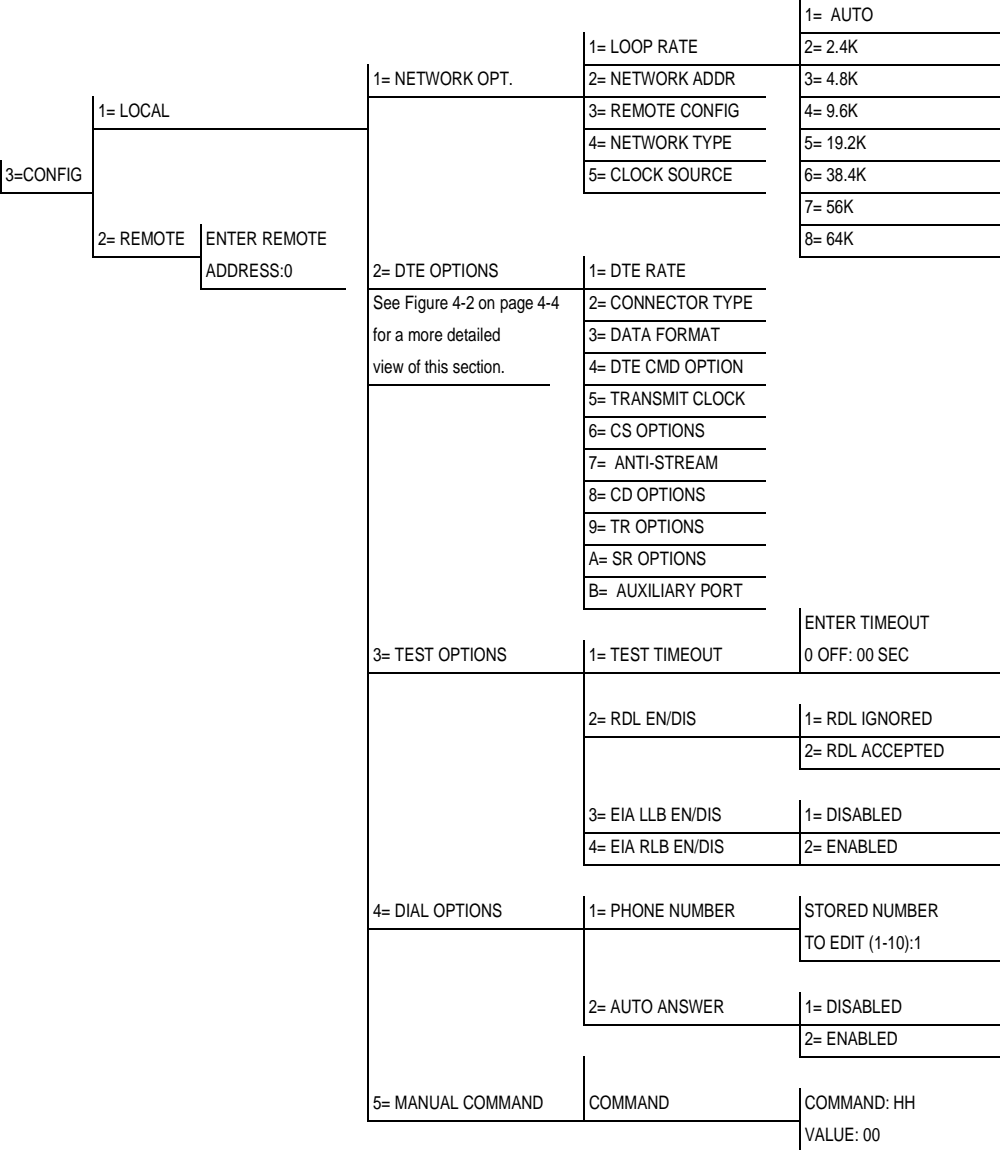 1= AUTO
1= LOOP RATE
2= 2.4K
1= NETWORK OPT.
2= NETWORK ADDR
3= 4.8K
1= LOCAL
3= REMOTE CONFIG
4= 9.6K
4= NETWORK TYPE
5= 19.2K
3=CONFIG
5= CLOCK SOURCE
6= 38.4K
7= 56K
2= REMOTE
ENTER REMOTE
8= 64K
ADDRESS:0
2= DTE OPTIONS
1= DTE RATE
See Figure 4-2 on page 4-4
2= CONNECTOR TYPE
for a more detailed
3= DATA FORMAT
view of this section.
4= DTE CMD OPTION
5= TRANSMIT CLOCK
6= CS OPTIONS
7= ANTI-STREAM
8= CD OPTIONS
9= TR OPTIONS
A= SR OPTIONS
B= AUXILIARY PORT
ENTER TIMEOUT
3= TEST OPTIONS
1= TEST TIMEOUT
0 OFF: 00 SEC
2= RDL EN/DIS
1= RDL IGNORED
2= RDL ACCEPTED
3= EIA LLB EN/DIS
1= DISABLED
4= EIA RLB EN/DIS
2= ENABLED
4= DIAL OPTIONS
1= PHONE NUMBER
STORED NUMBER
TO EDIT (1-10):1
2= AUTO ANSWER
1= DISABLED
2= ENABLED
5= MANUAL COMMAND
COMMAND
COMMAND: HH
VALUE: 00